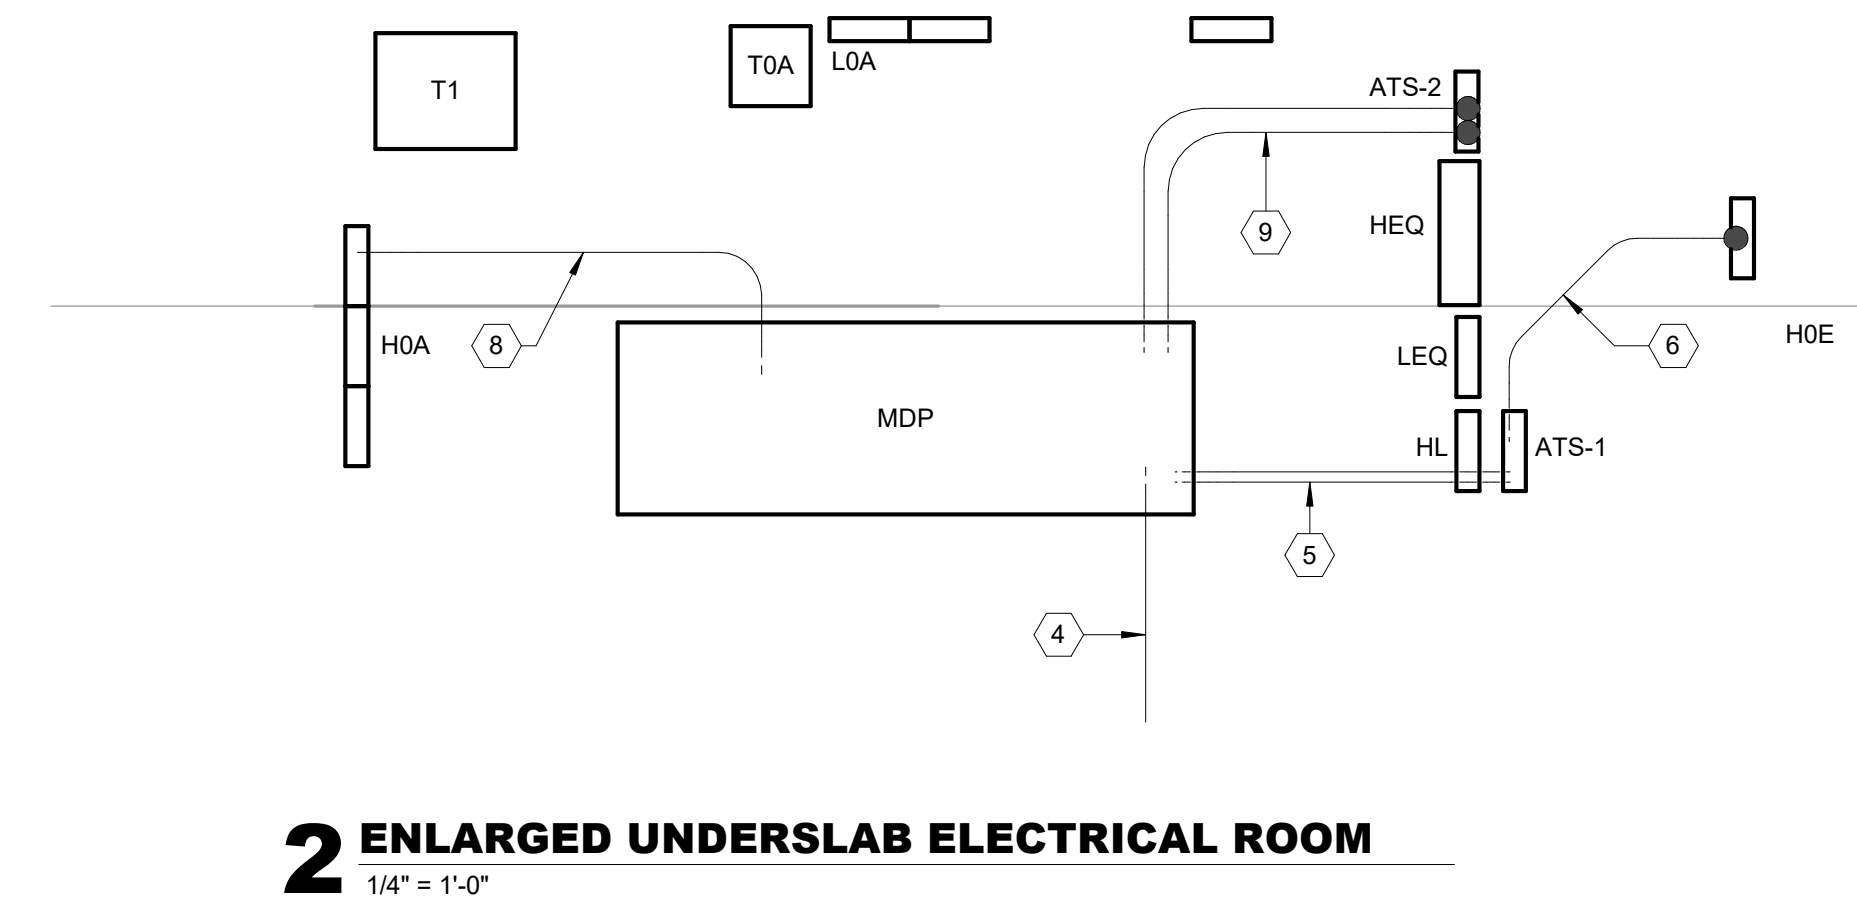 T1
T0A
L0A
ATS-2
9
HEQ
H0A
8
LEQ
6
H0E
MDP
HL
ATS-1
5
4
2 ENLARGED UNDERSLAB ELECTRICAL ROOM
1/4" = 1'-0"